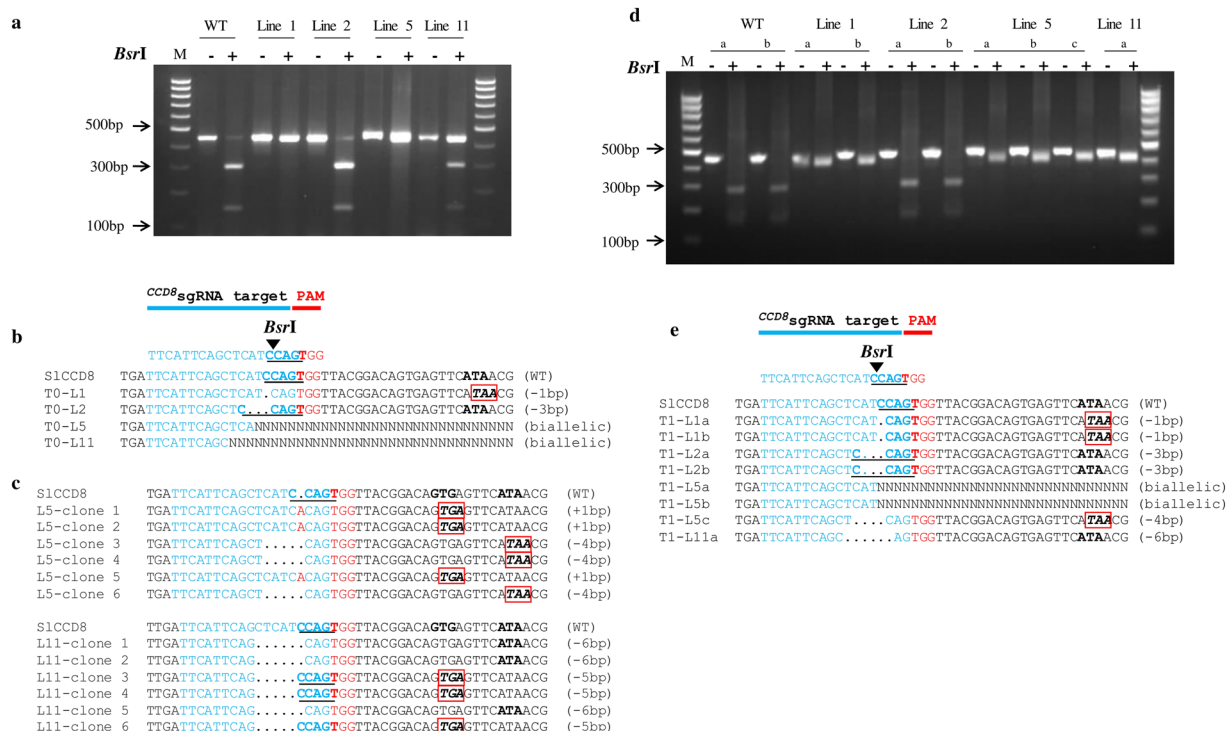 a
WT Line 1 Line 2 Line 5 Line 11
BsrI M - + - + - + - + - +
500bp
300bp
100bp
CCD8sgRNA target PAM
b
BsrI
TTCATTCAGCTCATCCAGTGG
SlCCD8 TGATTCATTCAGCTCATCCAGTGGTTACGGACAGTGAGTTCATAACG (WT)
T0-L1 TGATTCATTCAGCTCAT.CAGTGGTTACGGACAGTGAGTTCATAACG (-1bp)
T0-L2 TGATTCATTCAGCTC...CAGTGGTTACGGACAGTGAGTTCATAACG (-3bp)
T0-L5 TGATTCATTCAGCTCANNNNNNNNNNNNNNNNNNNNNNNNNNNNNNN (biallelic)
T0-L11 TGATTCATTCAGCNNNNNNNNNNNNNNNNNNNNNNNNNNNNNNNNNN (biallelic)
c
SlCCD8 TGATTCATTCAGCTCATC.CAGTGGTTACGGACAGTGAGTTCATAACG (WT)
L5-clone 1 TGATTCATTCAGCTCATCACAGTGGTTACGGACAGTGAGTTCATAACG (+1bp)
L5-clone 2 TGATTCATTCAGCTCATCACAGTGGTTACGGACAGTGAGTTCATAACG (+1bp)
L5-clone 3 TGATTCATTCAGCT.....CAGTGGTTACGGACAGTGAGTTCATAACG (-4bp)
L5-clone 4 TGATTCATTCAGCT.....CAGTGGTTACGGACAGTGAGTTCATAACG (-4bp)
L5-clone 5 TGATTCATTCAGCTCATCACAGTGGTTACGGACAGTGAGTTCATAACG (+1bp)
L5-clone 6 TGATTCATTCAGCT.....CAGTGGTTACGGACAGTGAGTTCATAACG (-4bp)
SlCCD8 TTGATTCATTCAGCTCATCCAGTGGTTACGGACAGTGAGTTCATAACG (WT)
L11-clone 1 TTGATTCATTCAG......CAGTGGTTACGGACAGTGAGTTCATAACG (-6bp)
L11-clone 2 TTGATTCATTCAG......CAGTGGTTACGGACAGTGAGTTCATAACG (-6bp)
L11-clone 3 TTGATTCATTCAG.....CCAGTGGTTACGGACAGTGAGTTCATAACG (-5bp)
L11-clone 4 TTGATTCATTCAG.....CCAGTGGTTACGGACAGTGAGTTCATAACG (-5bp)
L11-clone 5 TTGATTCATTCAG......CAGTGGTTACGGACAGTGAGTTCATAACG (-6bp)
L11-clone 6 TTGATTCATTCAG.....CCAGTGGTTACGGACAGTGAGTTCATAACG (-5bp)
d
WT Line 1 Line 2 Line 5 Line 11
a b a b a b a b c a
BsrI M - + - + - + - + - + - + - + - + - + - +
500bp
300bp
100bp
CCD8sgRNA target PAM
e
BsrI
TTCATTCAGCTCATCCAGTGG
SlCCD8 TGATTCATTCAGCTCATCCAGTGGTTACGGACAGTGAGTTCATAACG (WT)
T1-L1a TGATTCATTCAGCTCAT.CAGTGGTTACGGACAGTGAGTTCATAACG (-1bp)
T1-L1b TGATTCATTCAGCTCAT.CAGTGGTTACGGACAGTGAGTTCATAACG (-1bp)
T1-L2a TGATTCATTCAGCTC...CAGTGGTTACGGACAGTGAGTTCATAACG (-3bp)
T1-L2b TGATTCATTCAGCTC...CAGTGGTTACGGACAGTGAGTTCATAACG (-3bp)
T1-L5a TGATTCATTCAGCTCATNNNNNNNNNNNNNNNNNNNNNNNNNNNNNN (biallelic)
T1-L5b TGATTCATTCAGCTCATNNNNNNNNNNNNNNNNNNNNNNNNNNNNNN (biallelic)
T1-L5c TGATTCATTCAGCT....CAGTGGTTACGGACAGTGAGTTCATAACG (-4bp)
T1-L11a TGATTCATTCAGC......AGTGGTTACGGACAGTGAGTTCATAACG (-6bp)